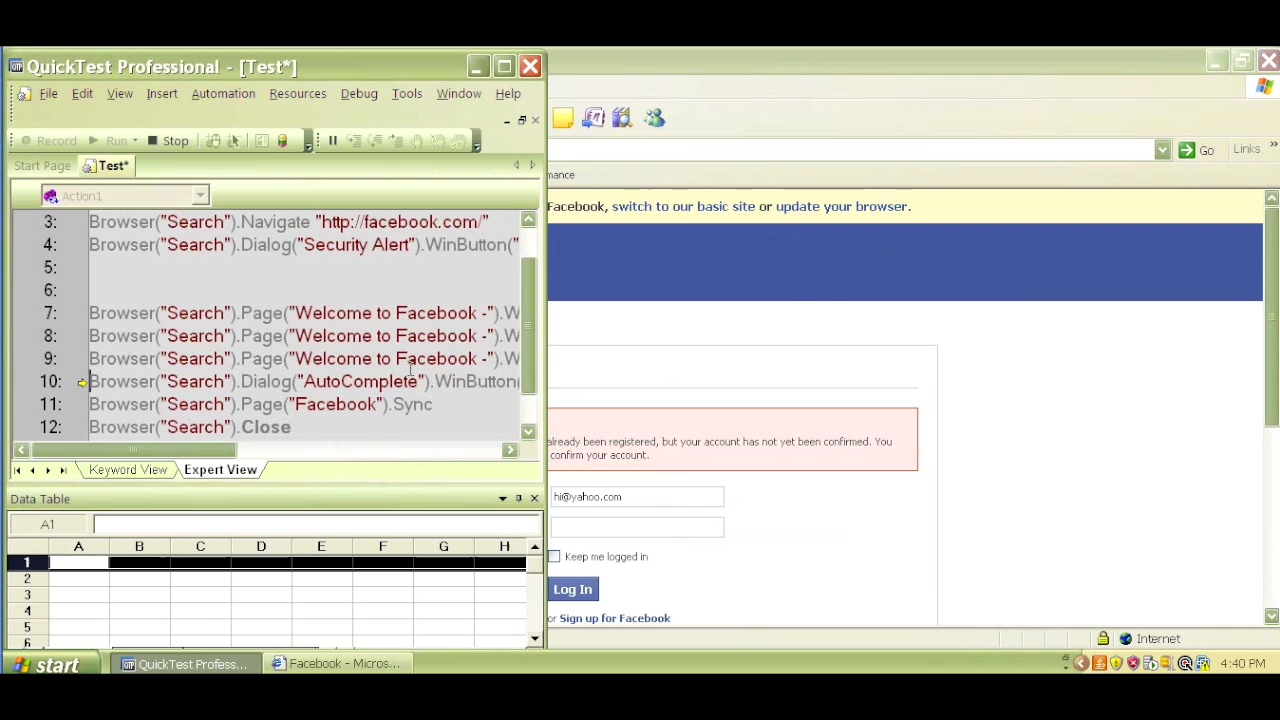 QuickTest Professional - [Test*]
File Edit View Insert Automation Resources Debug Tools Window Help
Record Run Stop
Start Page Test*
Action1
3: Browser("Search").Navigate "http://facebook.com/"
4: Browser("Search").Dialog("Security Alert").WinButton("
5:
6:
7: Browser("Search").Page("Welcome to Facebook -").W
8: Browser("Search").Page("Welcome to Facebook -").W
9: Browser("Search").Page("Welcome to Facebook -").W
10: Browser("Search").Dialog("AutoComplete").WinButton(
11: Browser("Search").Page("Facebook").Sync
12: Browser("Search").Close
Keyword View Expert View
Data Table
A1
A B C D E F G H
1
2
3
4
5
6
Go Links »
mance
Facebook, switch to our basic site or update your browser.
already been registered, but your account has not yet been confirmed. You
confirm your account.
hi@yahoo.com
Keep me logged in
Log In
or Sign up for Facebook
Internet
start QuickTest Profess... Facebook - Micros... 4:40 PM